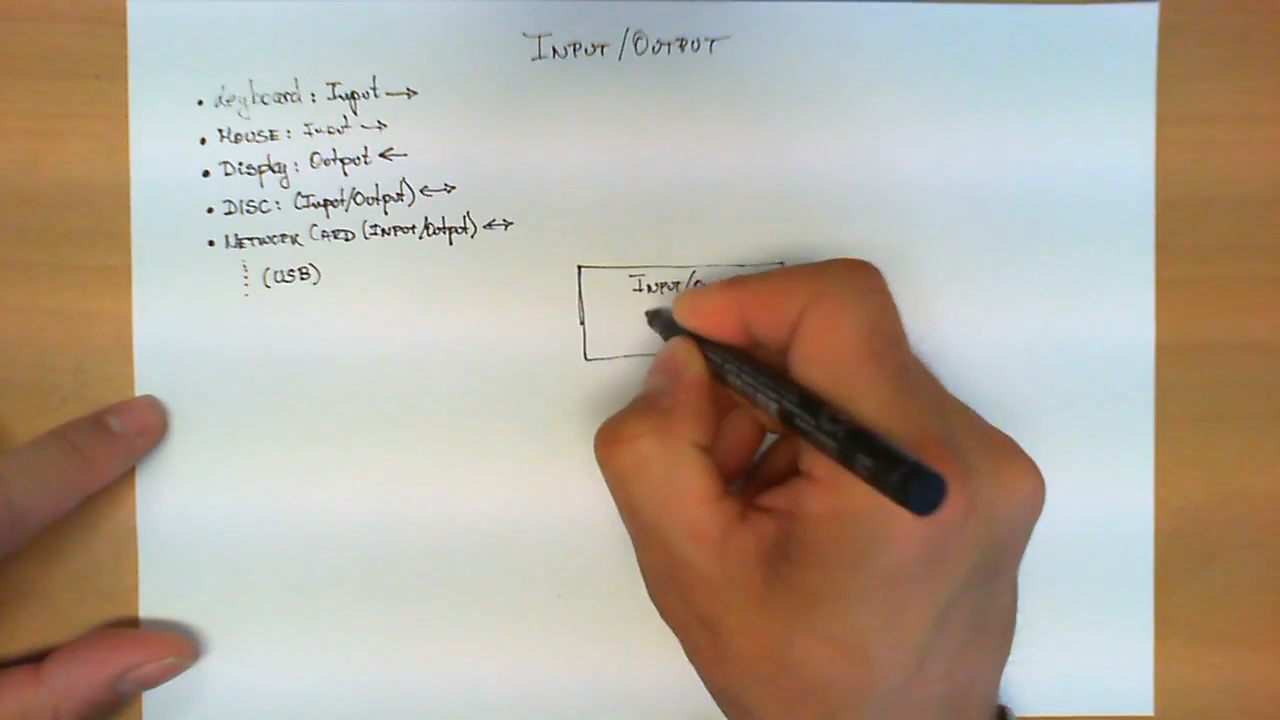 INPUT/OUTPUT
• Keyboard: Input →
• MOUSE: Input →
• Display: Output ←
• DISC: (Input/Output) ↔
• NETWORK CARD (INPUT/Output) ↔
(USB)
INPUT/O